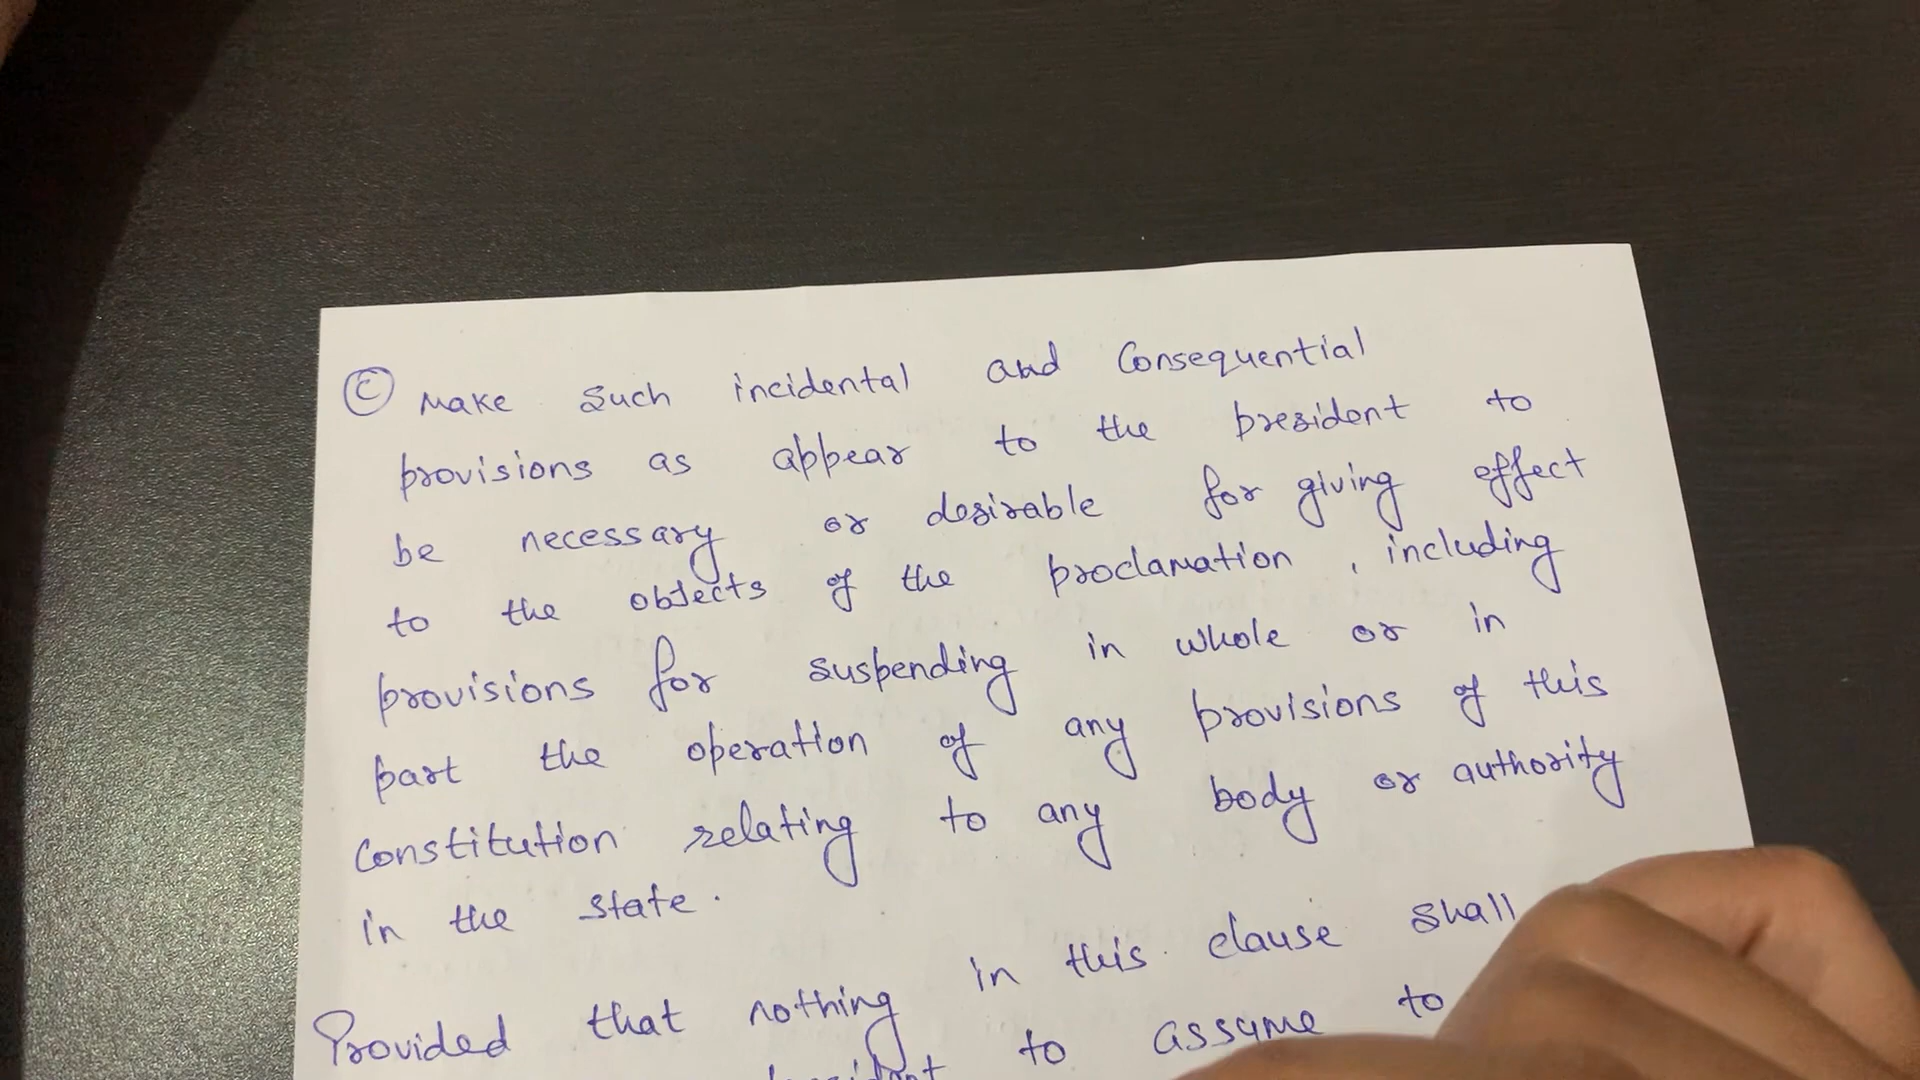 (C) Make such incidental and Consequential
provisions as appear to the president to
be necessary or desirable for giving effect
to the objects of the proclamation, including
provisions for suspending in whole or in
part the operation of any provisions of this
Constitution relating to any body or authority
in the state.
Provided that nothing in this clause shall
to assume to